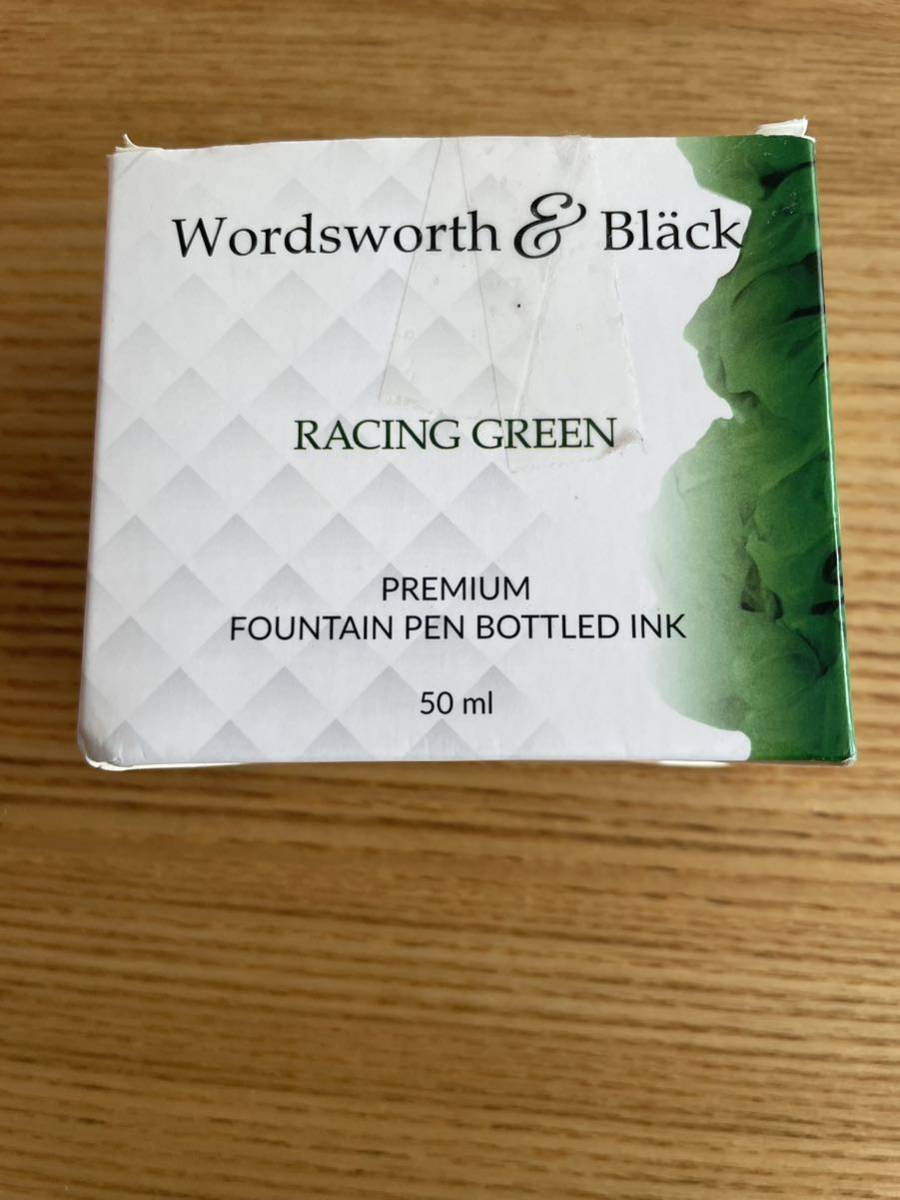 Wordsworth & Bläck
RACING GREEN
PREMIUM
FOUNTAIN PEN BOTTLED INK
50 ml